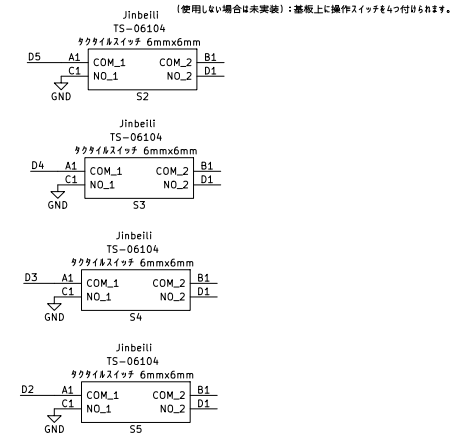 （使用しない場合は未実装）：基板上に操作スイッチを4つ付けられます。
Jinbeili
TS-06104
タクタイルスイッチ 6mmx6mm
D5 A1 COM_1 COM_2 B1
C1 NO_1 NO_2 D1
GND S2
Jinbeili
TS-06104
タクタイルスイッチ 6mmx6mm
D4 A1 COM_1 COM_2 B1
C1 NO_1 NO_2 D1
GND S3
Jinbeili
TS-06104
タクタイルスイッチ 6mmx6mm
D3 A1 COM_1 COM_2 B1
C1 NO_1 NO_2 D1
GND S4
Jinbeili
TS-06104
タクタイルスイッチ 6mmx6mm
D2 A1 COM_1 COM_2 B1
C1 NO_1 NO_2 D1
GND S5